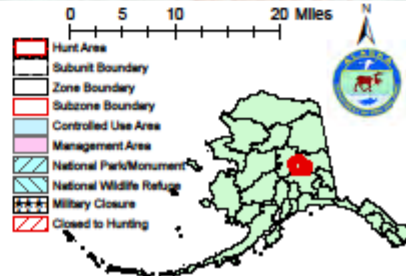 0 5 10 20 Miles
N
Hunt Area
Subunit Boundary
Zone Boundary
Subzone Boundary
Controlled Use Area
Management Area
National Park/Monument
National Wildlife Refuge
Military Closure
Closed to Hunting
ALASKA